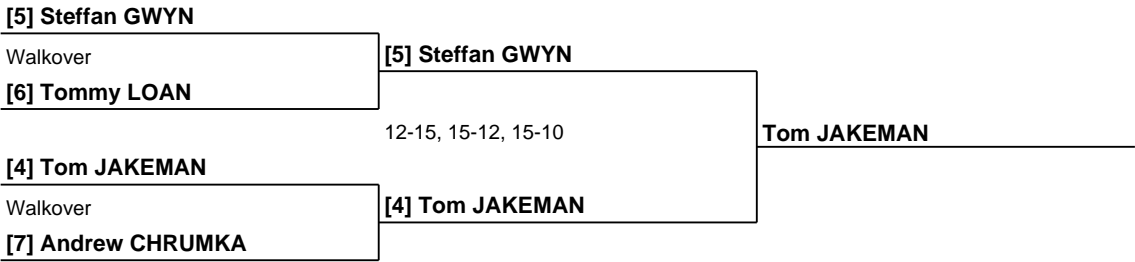 [5] Steffan GWYN
Walkover
[5] Steffan GWYN
[6] Tommy LOAN
12-15, 15-12, 15-10
Tom JAKEMAN
[4] Tom JAKEMAN
Walkover
[4] Tom JAKEMAN
[7] Andrew CHRUMKA